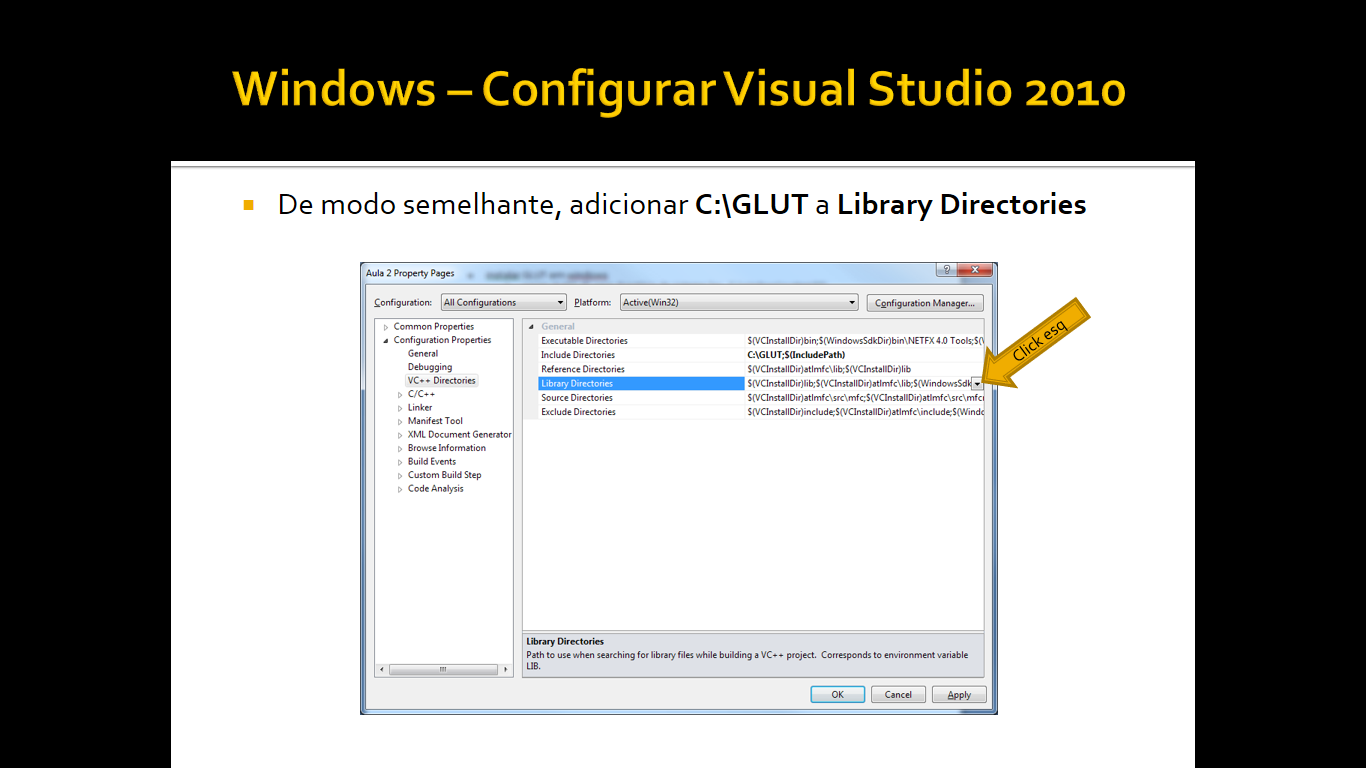 Windows – Configurar Visual Studio 2010
De modo semelhante, adicionar C:\GLUT a Library Directories
Aula 2 Property Pages
Configuration: All Configurations Platform: Active(Win32) Configuration Manager...
Common Properties
Configuration Properties
General
Debugging
VC++ Directories
C/C++
Linker
Manifest Tool
XML Document Generator
Browse Information
Build Events
Custom Build Step
Code Analysis
General
Executable Directories $(VCInstallDir)bin;$(WindowsSdkDir)bin\NETFX 4.0 Tools;$(
Include Directories C:\GLUT;$(IncludePath)
Reference Directories $(VCInstallDir)atlmfc\lib;$(VCInstallDir)lib
Library Directories $(VCInstallDir)lib;$(VCInstallDir)atlmfc\lib;$(WindowsSdk
Source Directories $(VCInstallDir)atlmfc\src\mfc;$(VCInstallDir)atlmfc\src\mfc
Exclude Directories $(VCInstallDir)include;$(VCInstallDir)atlmfc\include;$(Wind
Click esq
Library Directories
Path to use when searching for library files while building a VC++ project. Corresponds to environment variable
LIB.
OK Cancel Apply